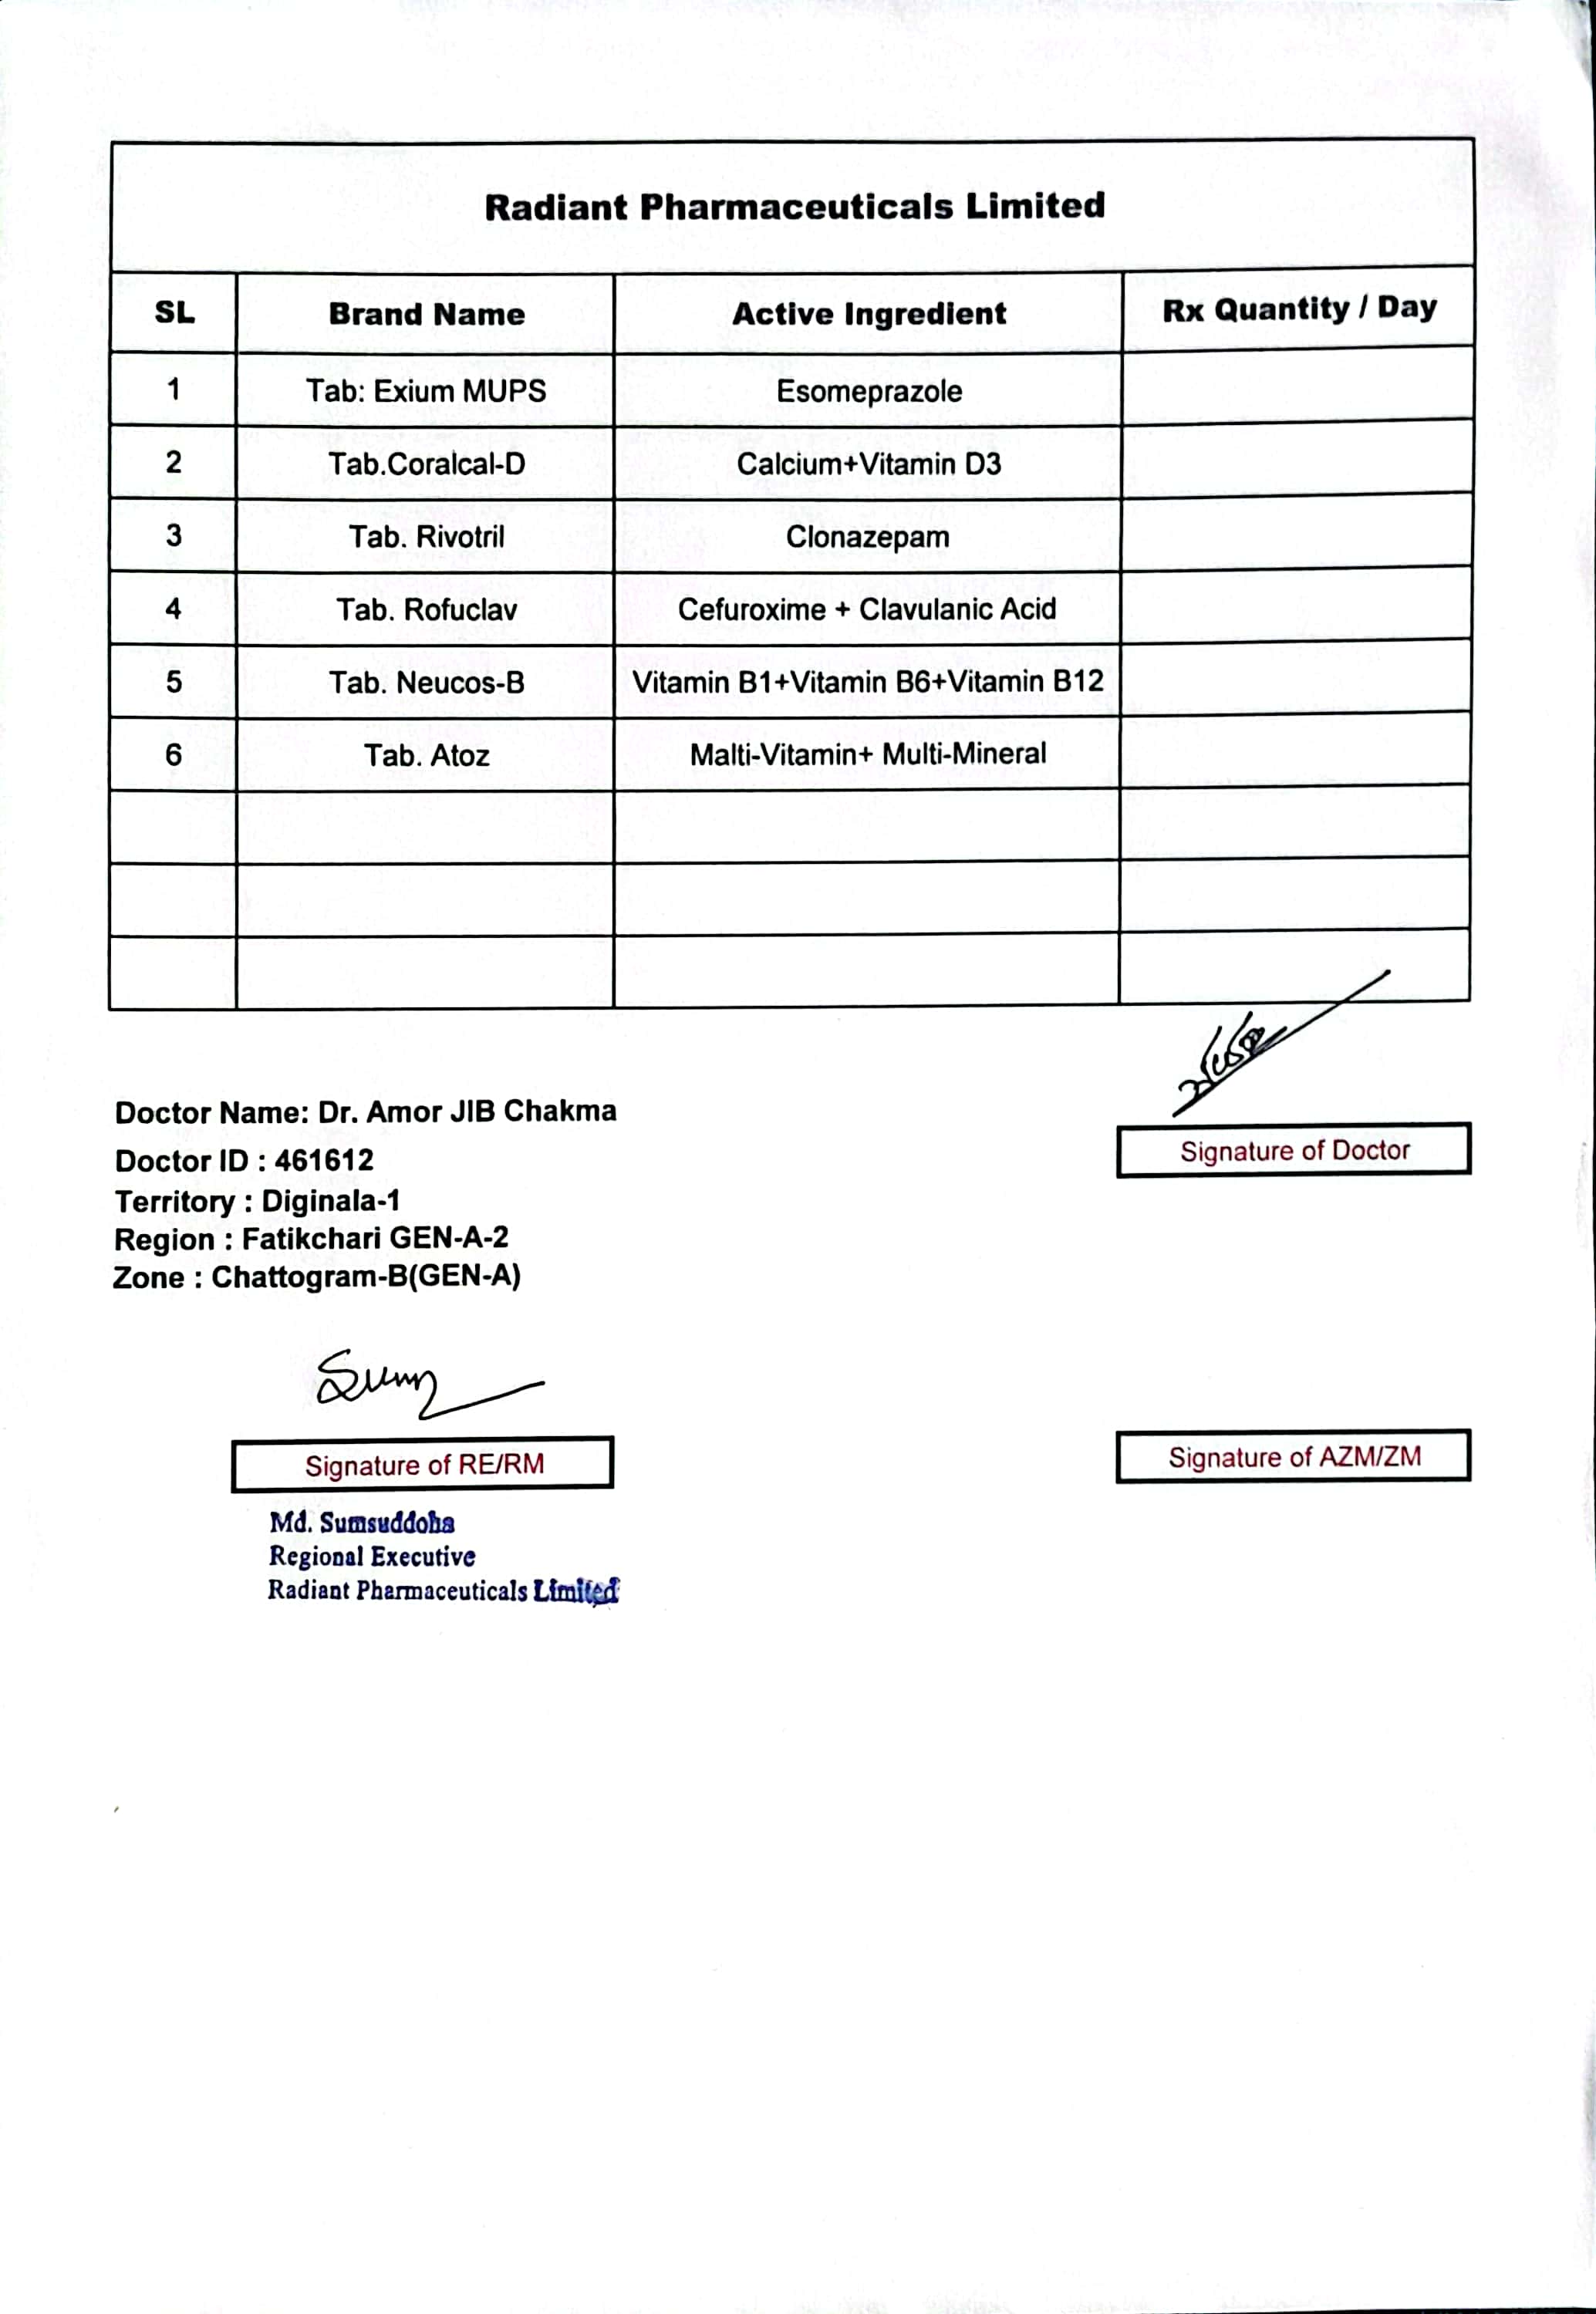 Radiant Pharmaceuticals Limited
SL Brand Name Active Ingredient Rx Quantity / Day
1 Tab: Exium MUPS Esomeprazole
2 Tab.Coralcal-D Calcium+Vitamin D3
3 Tab. Rivotril Clonazepam
4 Tab. Rofuclav Cefuroxime + Clavulanic Acid
5 Tab. Neucos-B Vitamin B1+Vitamin B6+Vitamin B12
6 Tab. Atoz Malti-Vitamin+ Multi-Mineral
Doctor Name: Dr. Amor JIB Chakma
Signature of Doctor
Doctor ID : 461612
Territory : Diginala-1
Region : Fatikchari GEN-A-2
Zone : Chattogram-B(GEN-A)
Signature of RE/RM Signature of AZM/ZM
Md. Sumsuddoha
Regional Executive
Radiant Pharmaceuticals Limited